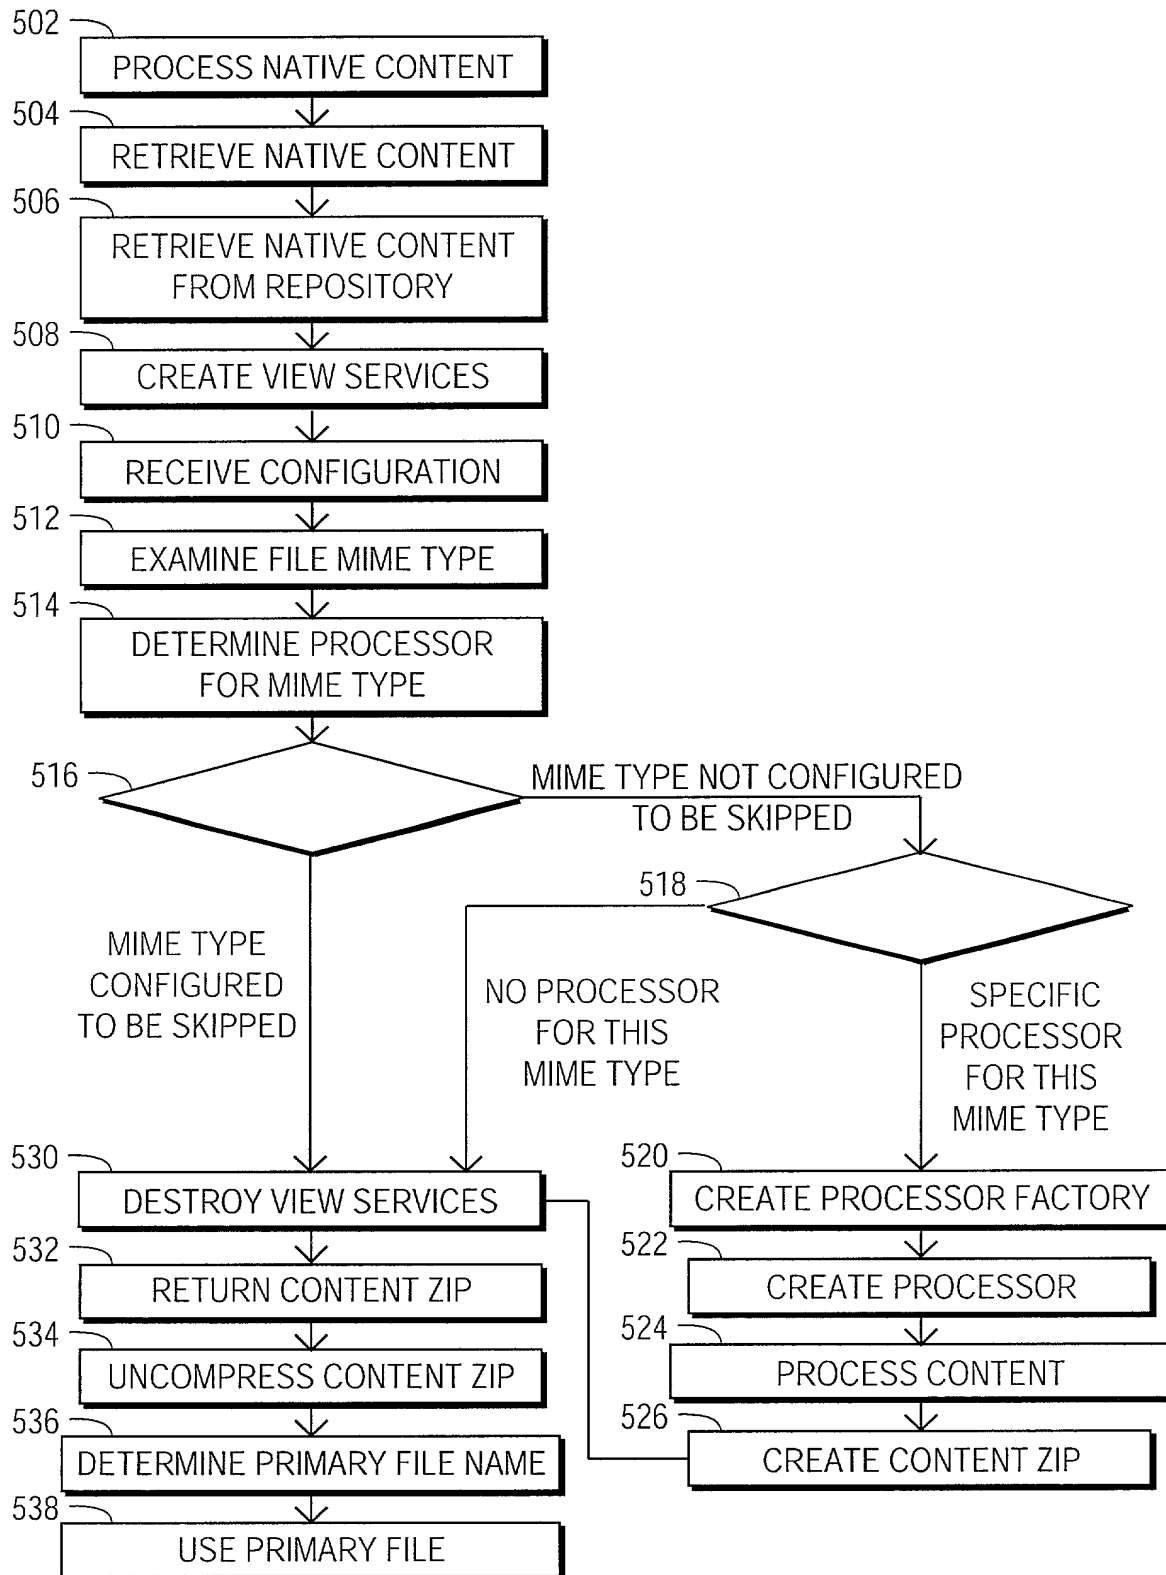 502
PROCESS NATIVE CONTENT
504
RETRIEVE NATIVE CONTENT
506
RETRIEVE NATIVE CONTENT
FROM REPOSITORY
508
CREATE VIEW SERVICES
510
RECEIVE CONFIGURATION
512
EXAMINE FILE MIME TYPE
514
DETERMINE PROCESSOR
FOR MIME TYPE
516
MIME TYPE NOT CONFIGURED
TO BE SKIPPED
518
MIME TYPE
CONFIGURED
TO BE SKIPPED
NO PROCESSOR
FOR THIS
MIME TYPE
SPECIFIC
PROCESSOR
FOR THIS
MIME TYPE
530
DESTROY VIEW SERVICES
532
RETURN CONTENT ZIP
534
UNCOMPRESS CONTENT ZIP
536
DETERMINE PRIMARY FILE NAME
538
USE PRIMARY FILE
520
CREATE PROCESSOR FACTORY
522
CREATE PROCESSOR
524
PROCESS CONTENT
526
CREATE CONTENT ZIP